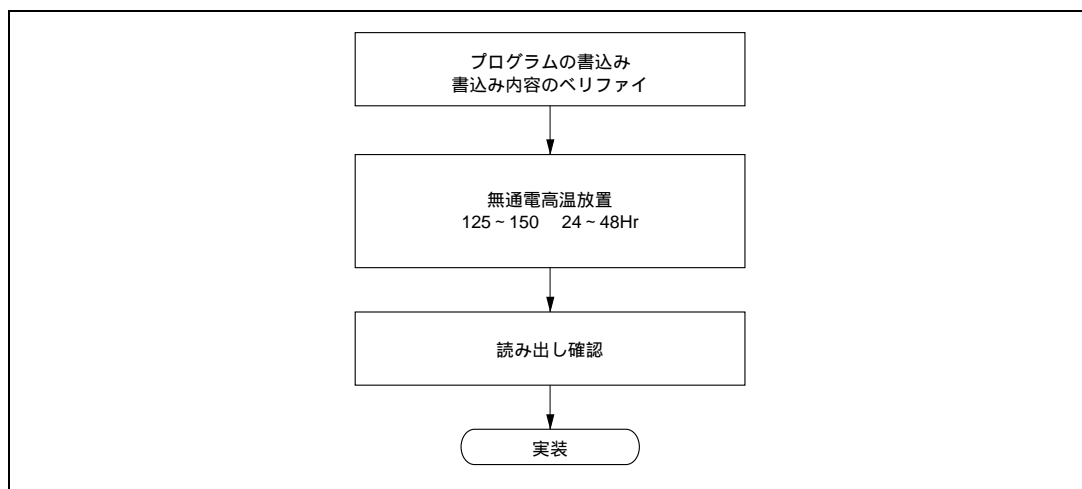 プログラムの書込み
書込み内容のベリファイ
無通電高温放置
125～150　24～48Hr
読み出し確認
実装